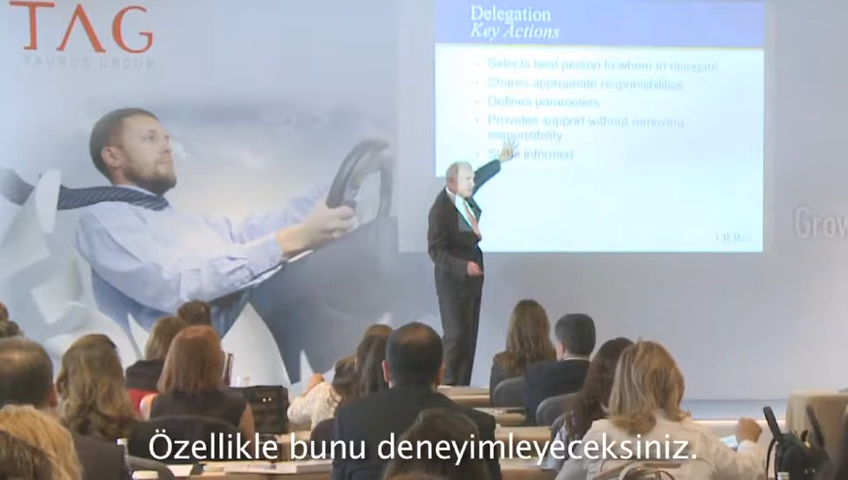 TAG
TAURUS GROUP
Delegation
Key Actions
Selects best person to whom to delegate
Shares appropriate responsibilities
Defines parameters
Provides support without removing
responsibility
informed
Özellikle bunu deneyimleyeceksiniz.